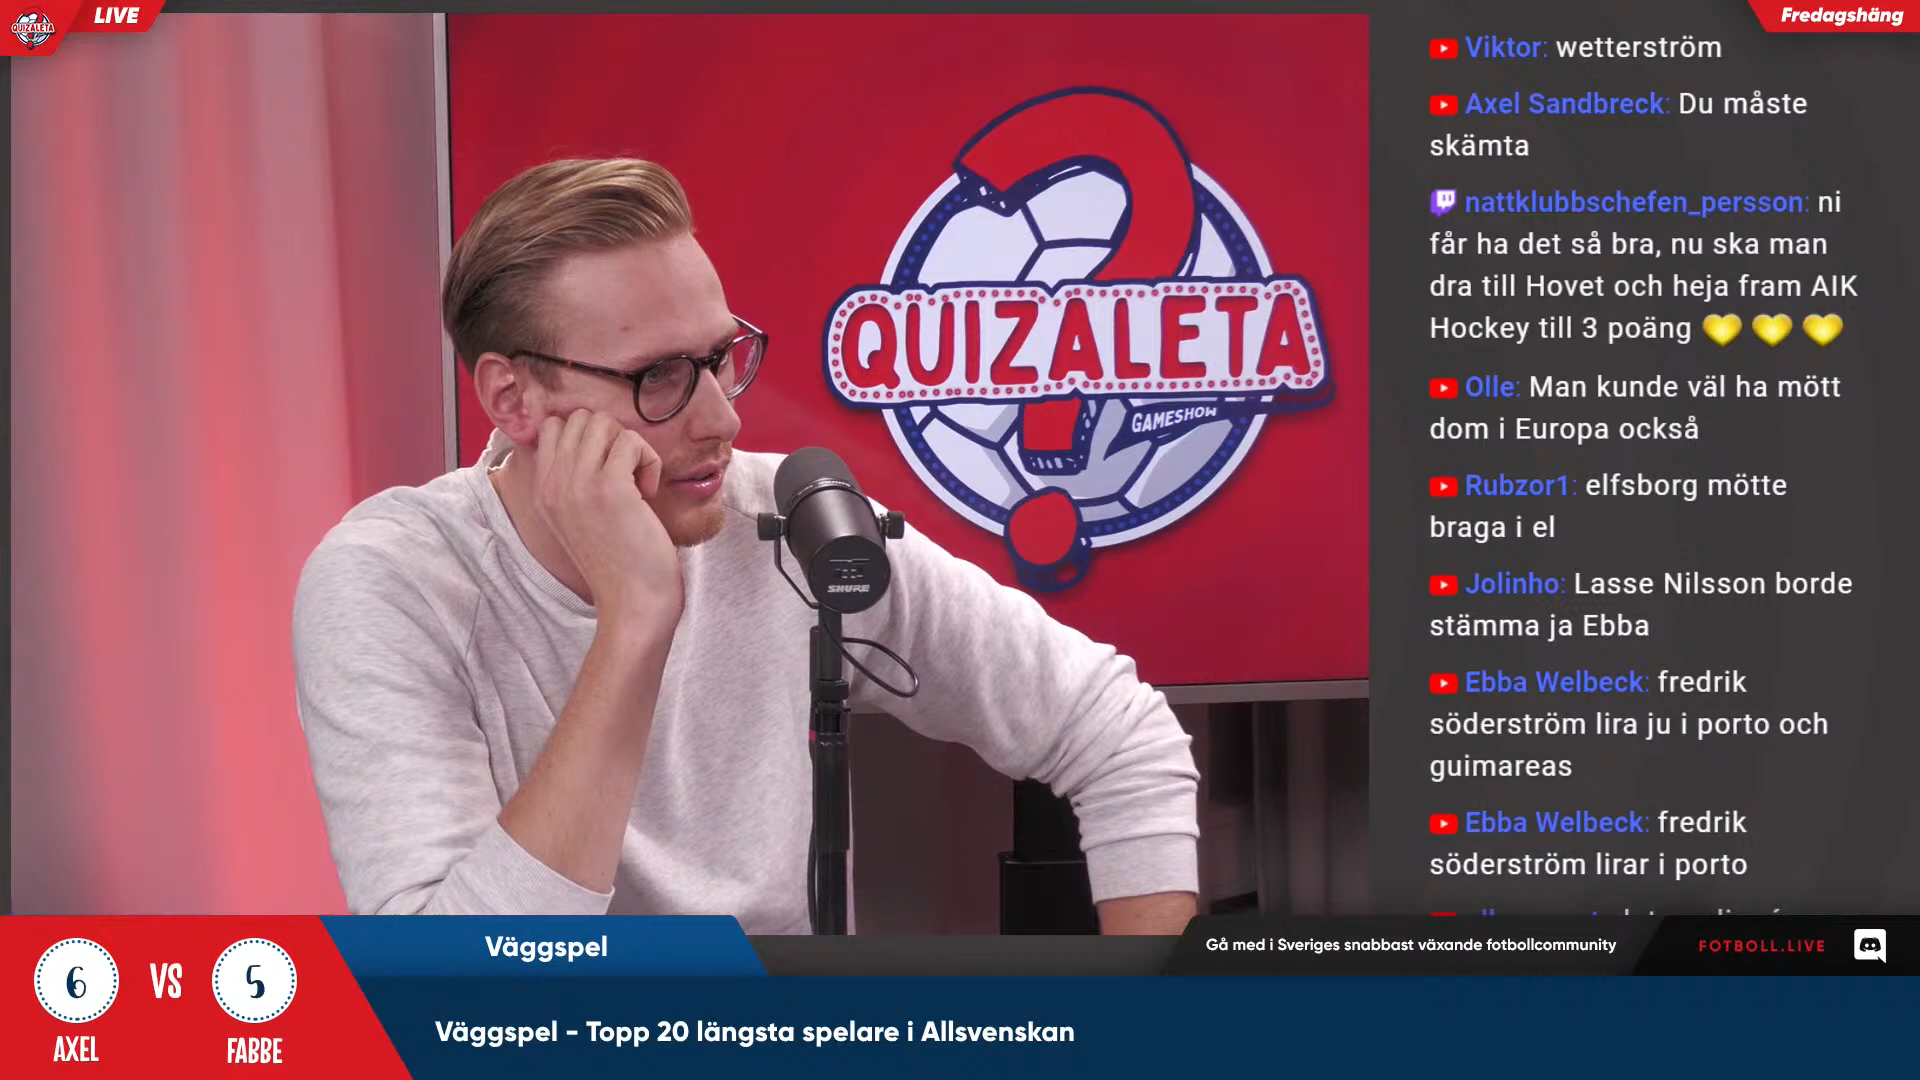 QUIZALETA
LIVE
Fredagshäng
QUIZALETA
GAMESHOW
SHURE
Viktor: wetterström
Axel Sandbreck: Du måste
skämta
nattklubbschefen_persson: ni
får ha det så bra, nu ska man
dra till Hovet och heja fram AIK
Hockey till 3 poäng
Olle: Man kunde väl ha mött
dom i Europa också
Rubzor1: elfsborg mötte
braga i el
Jolinho: Lasse Nilsson borde
stämma ja Ebba
Ebba Welbeck: fredrik
söderström lira ju i porto och
guimareas
Ebba Welbeck: fredrik
söderström lirar i porto
6 VS 5
AXEL FABBE
Väggspel
Gå med i Sveriges snabbast växande fotbollcommunity
FOTBOLL.LIVE
Väggspel - Topp 20 längsta spelare i Allsvenskan